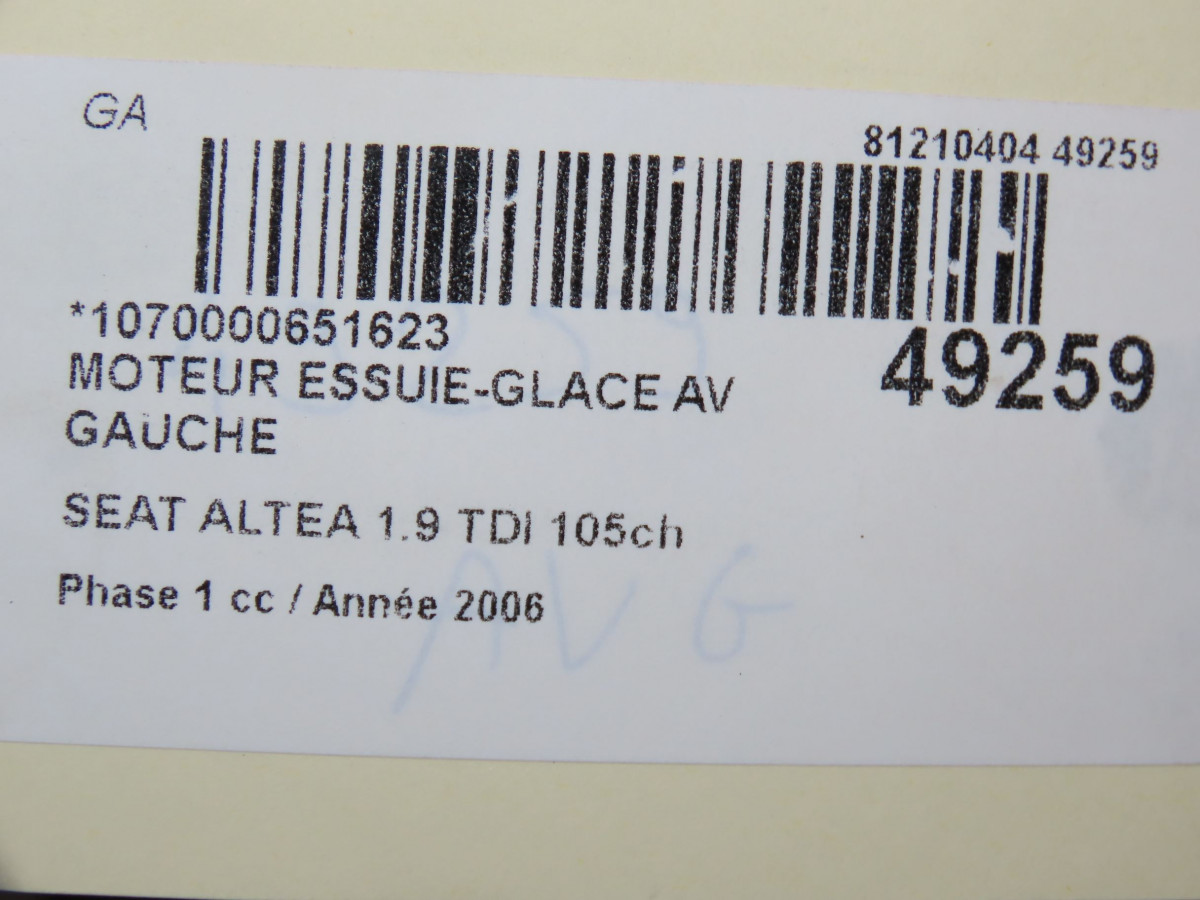 GA
81210404 49259
*1070000651623
49259
MOTEUR ESSUIE-GLACE AV
GAUCHE
SEAT ALTEA 1.9 TDI 105ch
Phase 1 cc / Année 2006
AV G